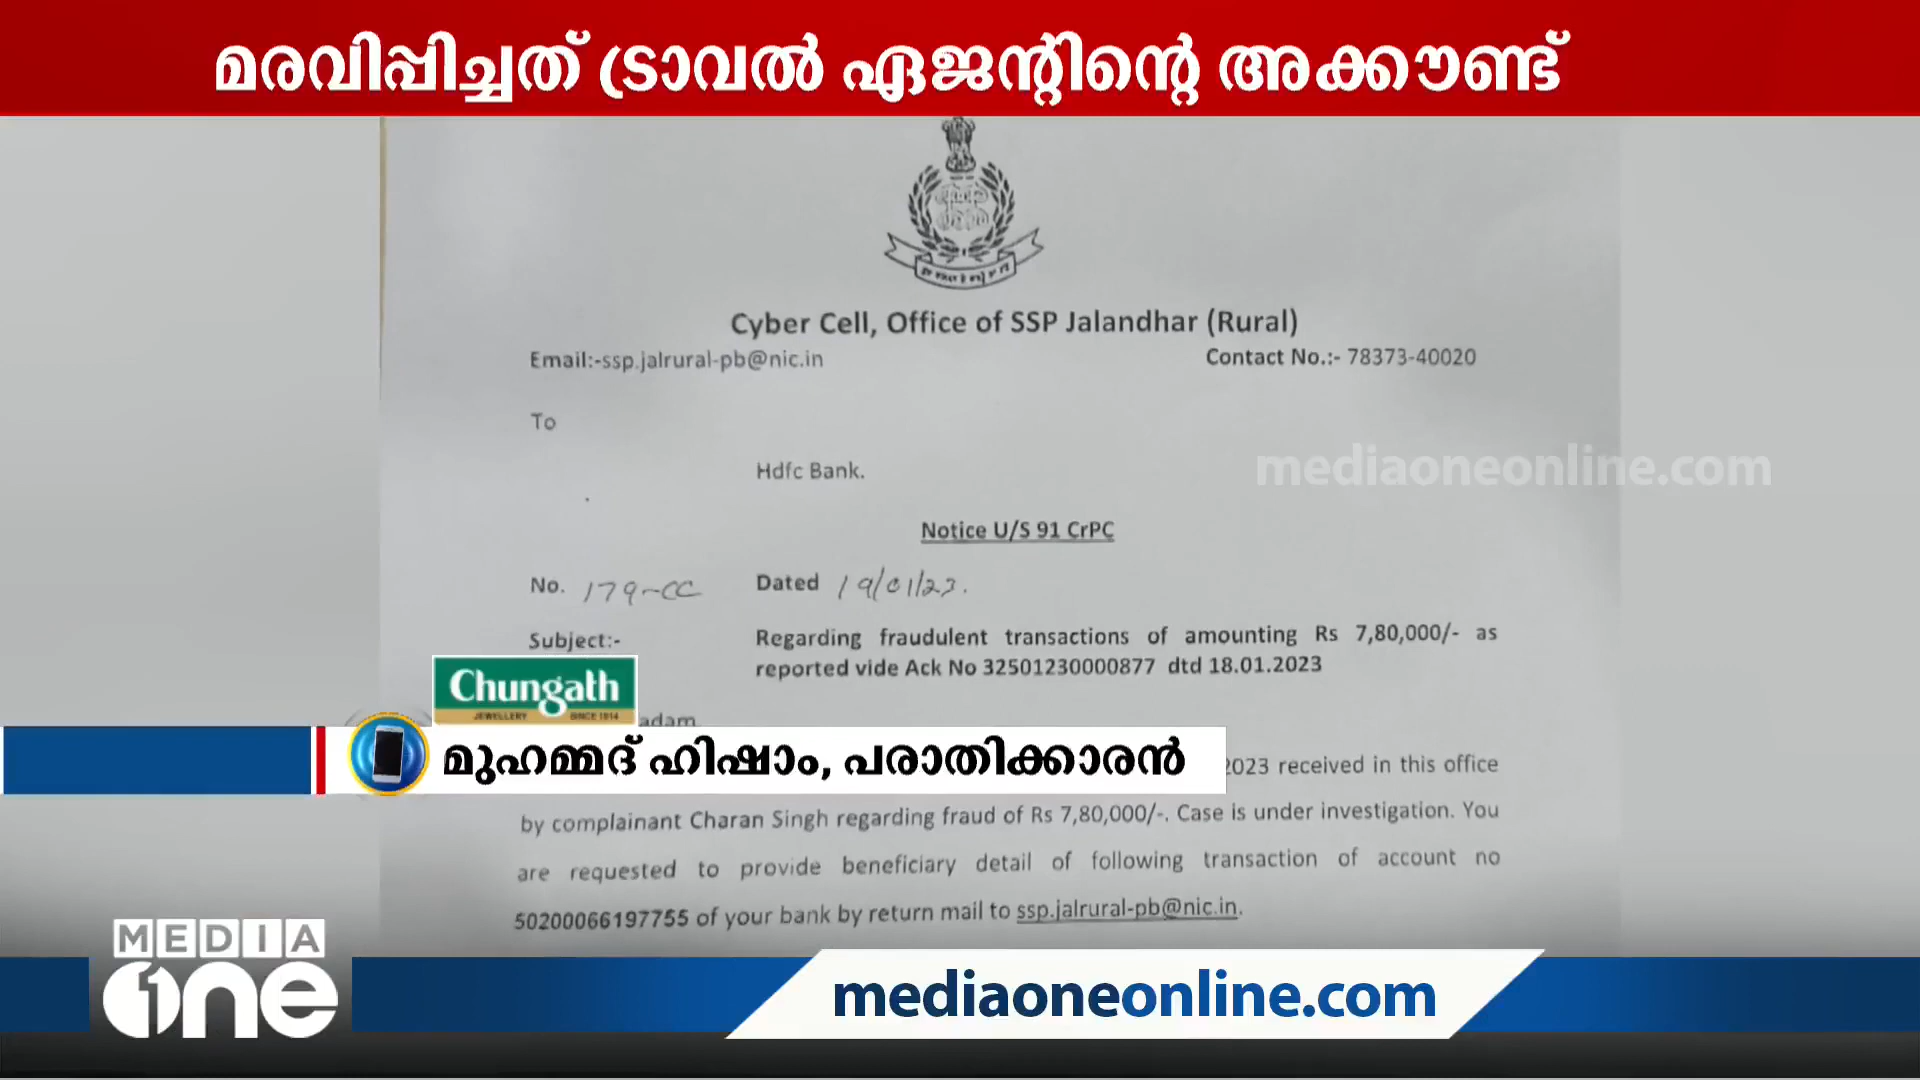 മരവിപ്പിച്ചത് ട്രാവൽ ഏജന്റിന്റെ അക്കൗണ്ട്
Cyber Cell, Office of SSP Jalandhar (Rural)
Email:-ssp.jalrural-pb@nic.in Contact No.:- 78373-40020
To
Hdfc Bank.
mediaoneonline.com
Notice U/S 91 CrPC
No. 179-CC Dated 19/01/23.
Subject:- Regarding fraudulent transactions of amounting Rs 7,80,000/- as
reported vide Ack No 32501230000877 dtd 18.01.2023
Chungath
JEWELLERY SINCE 1914
adam,
മുഹമ്മദ് ഹിഷാം, പരാതിക്കാരൻ
2023 received in this office
by complainant Charan Singh regarding fraud of Rs 7,80,000/-. Case is under investigation. You
are requested to provide beneficiary detail of following transaction of account no
50200066197755 of your bank by return mail to ssp.jalrural-pb@nic.in.
MEDIA
one
mediaoneonline.com